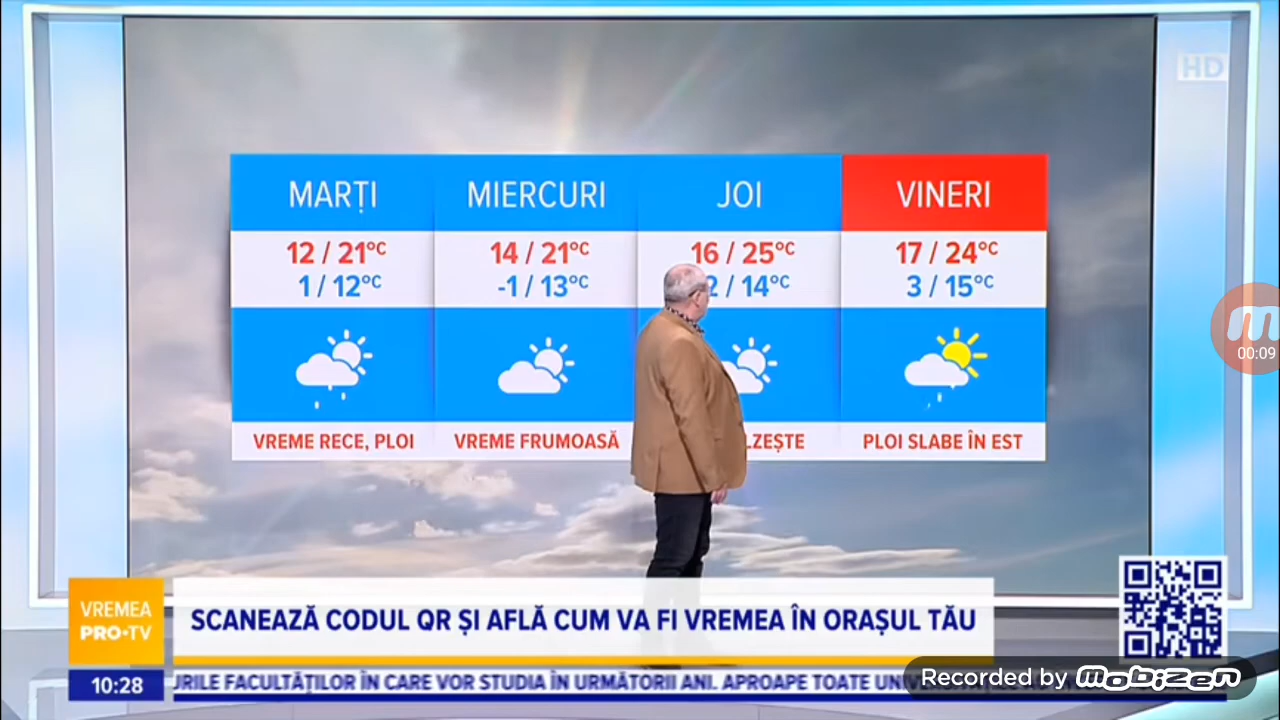 HD
MARȚI MIERCURI JOI VINERI
12 / 21°C 14 / 21°C 16 / 25°C 17 / 24°C
1 / 12°C -1 / 13°C 2 / 14°C 3 / 15°C
VREME RECE, PLOI VREME FRUMOASĂ LZEȘTE PLOI SLABE ÎN EST
00:09
VREMEA
PRO•TV
SCANEAZĂ CODUL QR ȘI AFLĂ CUM VA FI VREMEA ÎN ORAȘUL TĂU
10:28
URILE FACULTĂȚILOR ÎN CARE VOR STUDIA ÎN URMĂTORII ANI. APROAPE TOATE
Recorded by mobizen